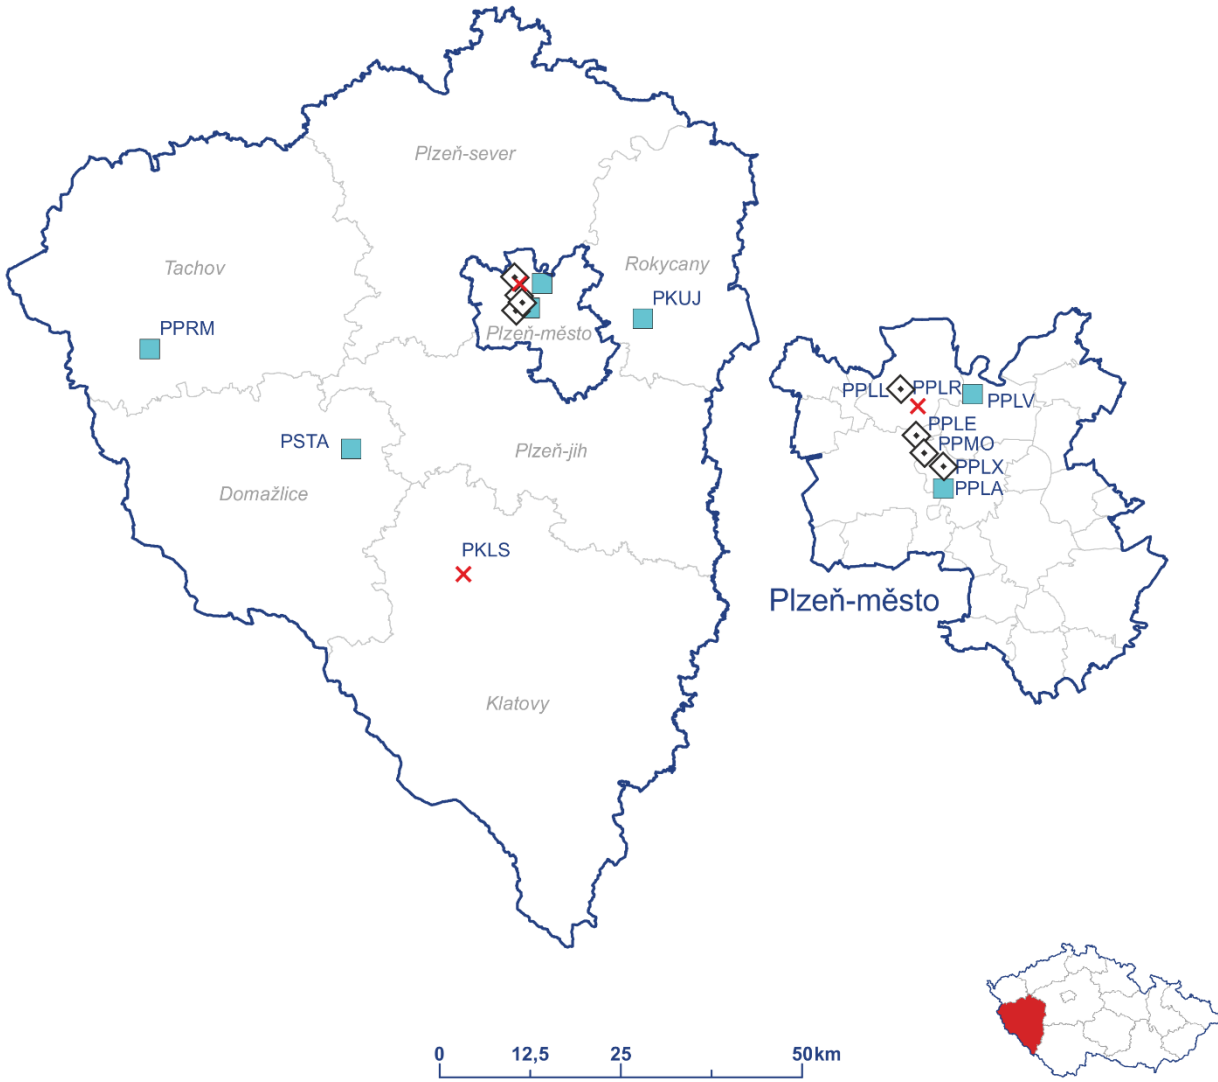 Plzeň-sever
Tachov
Rokycany
PKUJ
PPRM
Plzeň-město
PPLL
PPLR
PPLV
PPLE
PPMO
PPLX
PPLA
PSTA
Plzeň-jih
Domažlice
PKLS
Plzeň-město
Klatovy
0 12,5 25 50km